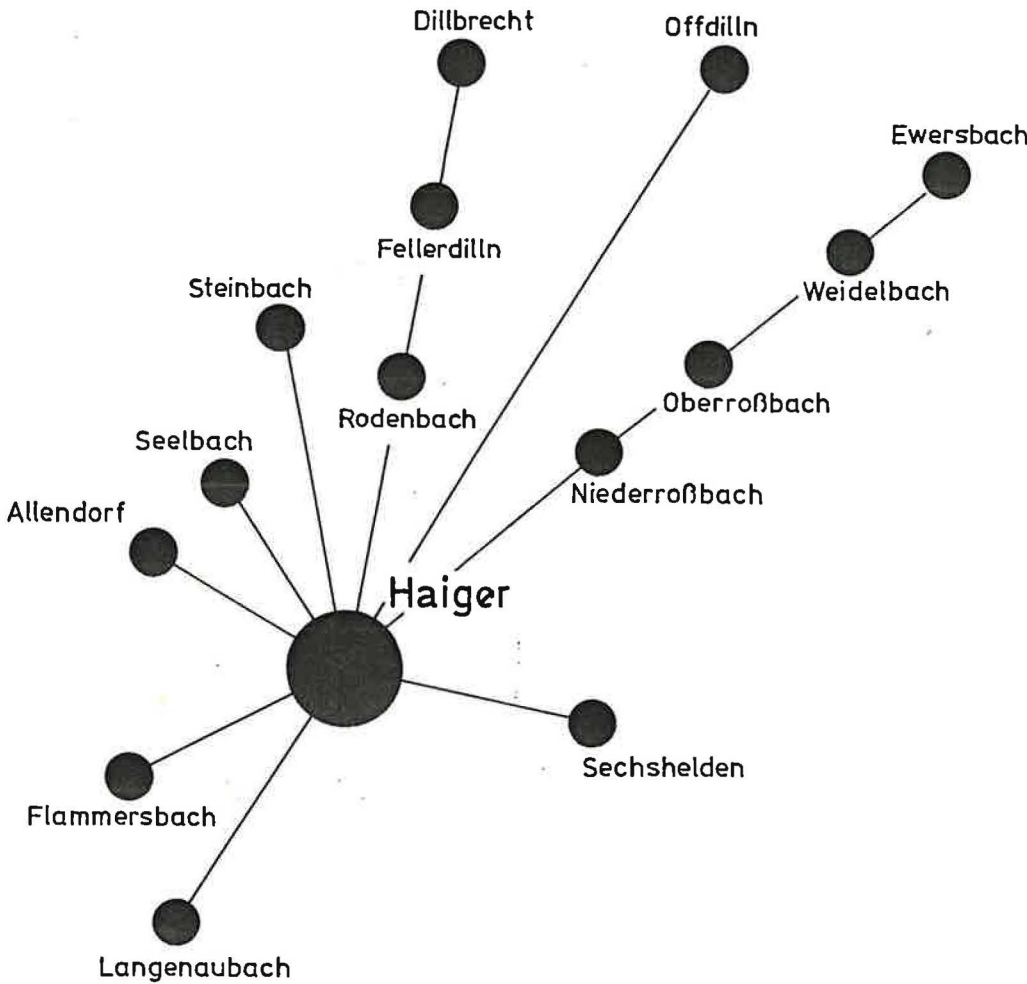 Dillbrecht
Offdilln
Ewersbach
Fellerdilln
Steinbach
Weidelbach
Oberroßbach
Rodenbach
Seelbach
Niederroßbach
Allendorf
Haiger
Sechshelden
Flammersbach
Langenaubach